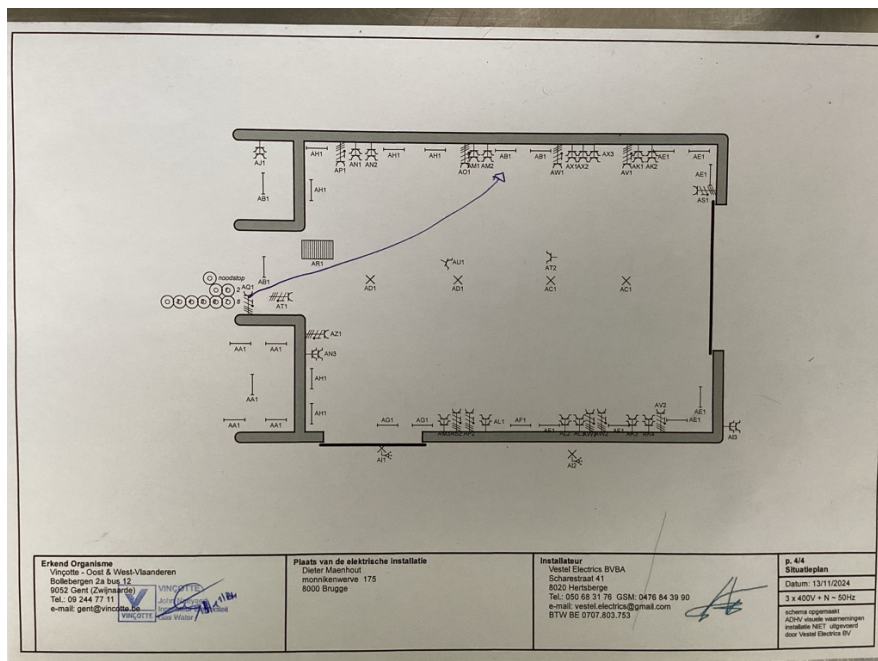 AJ1
AH1
AP1
AN1
AN2
AH1
AH1
AO1
AM1
AM2
AB1
AB1
AW1
AX1
AX2
AX3
AV1
AK1
AK2
AE1
AE1
AE1
AS1
AB1
AH1
AR1
AB1
noodstop
2
AQ1
8
AT1
AD1
AU1
AD1
AT2
AC1
AC1
AZ1
AN3
AA1
AA1
AH1
AA1
AH1
AA1
AA1
AG1
AG1
AL1
AF1
AV2
AE1
AE1
AI3
AI1
AI2
Erkend Organisme
Vinçotte - Oost & West-Vlaanderen
Bollebergen 2a bus 12
9052 Gent (Zwijnaarde)
Tel.: 09 244 77 11
e-mail: gent@vincotte.be
VINÇOTTE
VINÇOTTE
Plaats van de elektrische installatie
Dieter Maenhout
monnikenwerve 175
8000 Brugge
Installateur
Vestel Electrics BVBA
Scharestraat 41
8020 Hertsberge
Tel.: 050 68 31 76 GSM: 0476 84 39 90
e-mail: vestel.electrics@gmail.com
BTW BE 0707.803.753
p. 4/4
Situatieplan
Datum: 13/11/2024
3 x 400V + N ~ 50Hz
schema opgemaakt
ADHV visuele waarnemingen
installatie NIET uitgevoerd
door Vestel Electrics BV